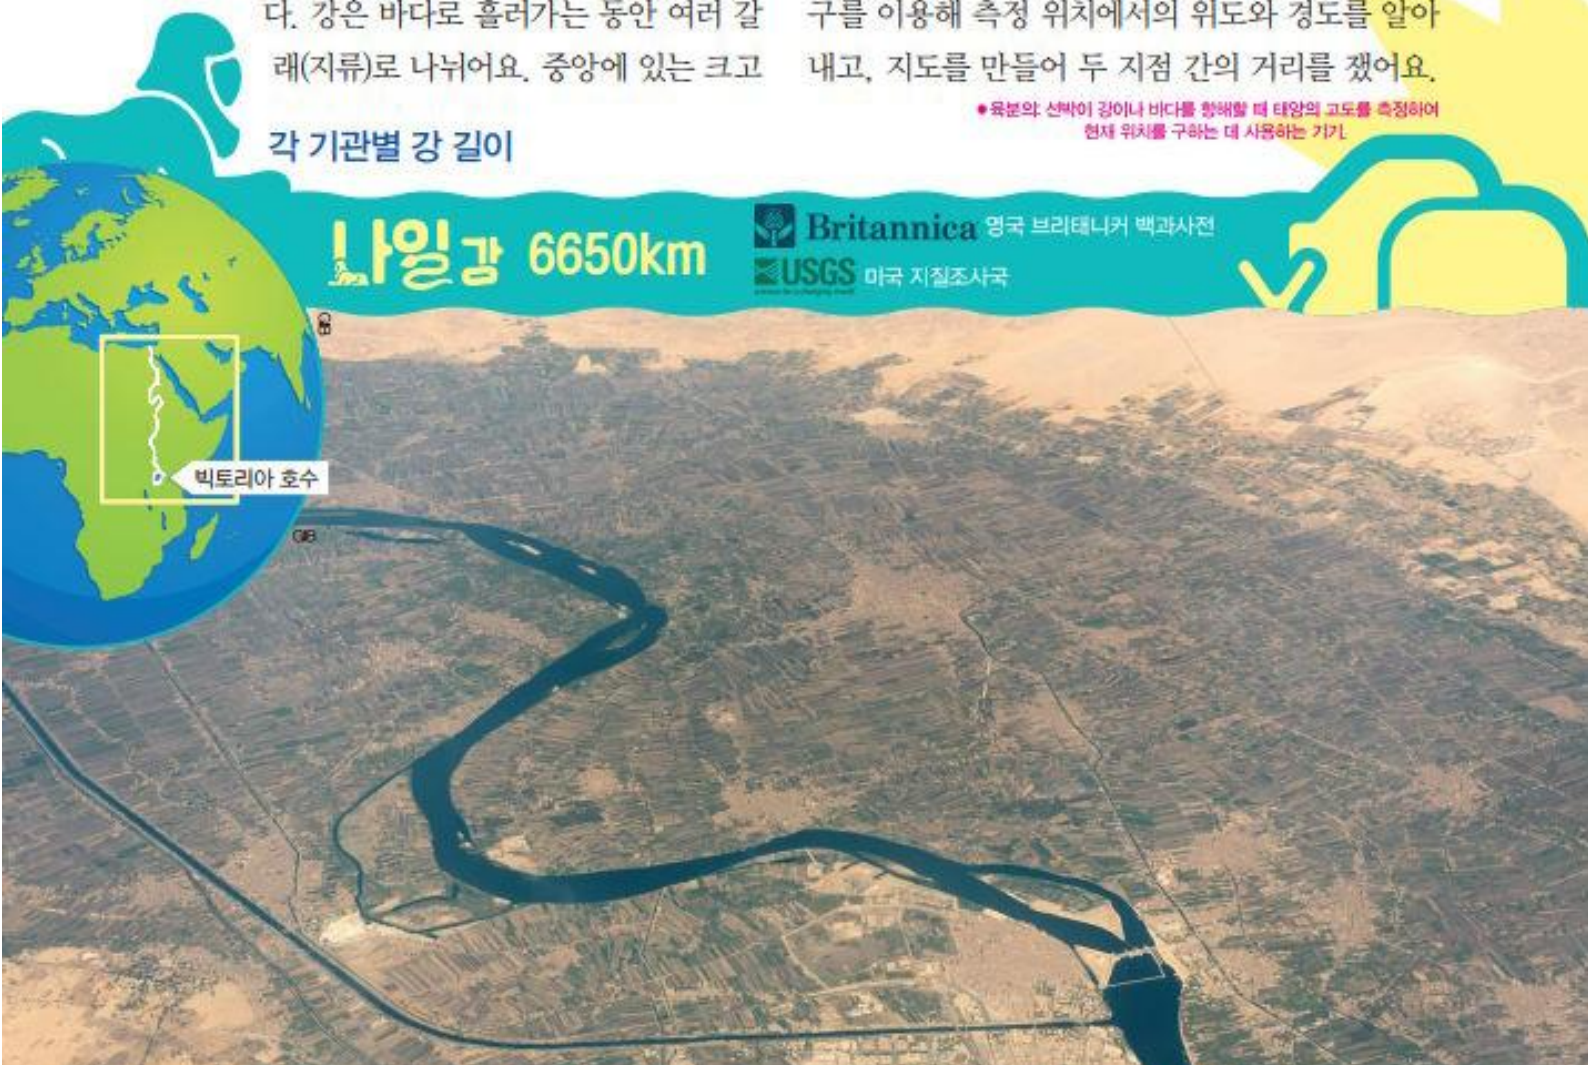 다. 강은 바다로 흘러가는 동안 여러 갈
래(지류)로 나뉘어요. 중앙에 있는 크고
구를 이용해 측정 위치에서의 위도와 경도를 알아
내고, 지도를 만들어 두 지점 간의 거리를 쟀어요.
●육분의: 선박이 강이나 바다를 항해할 때 태양의 고도를 측정하여
현재 위치를 구하는 데 사용하는 기기.
각 기관별 강 길이
나일강 6650km
Britannica 영국 브리태니커 백과사전
USGS 미국 지질조사국
GIB
빅토리아 호수
GIB